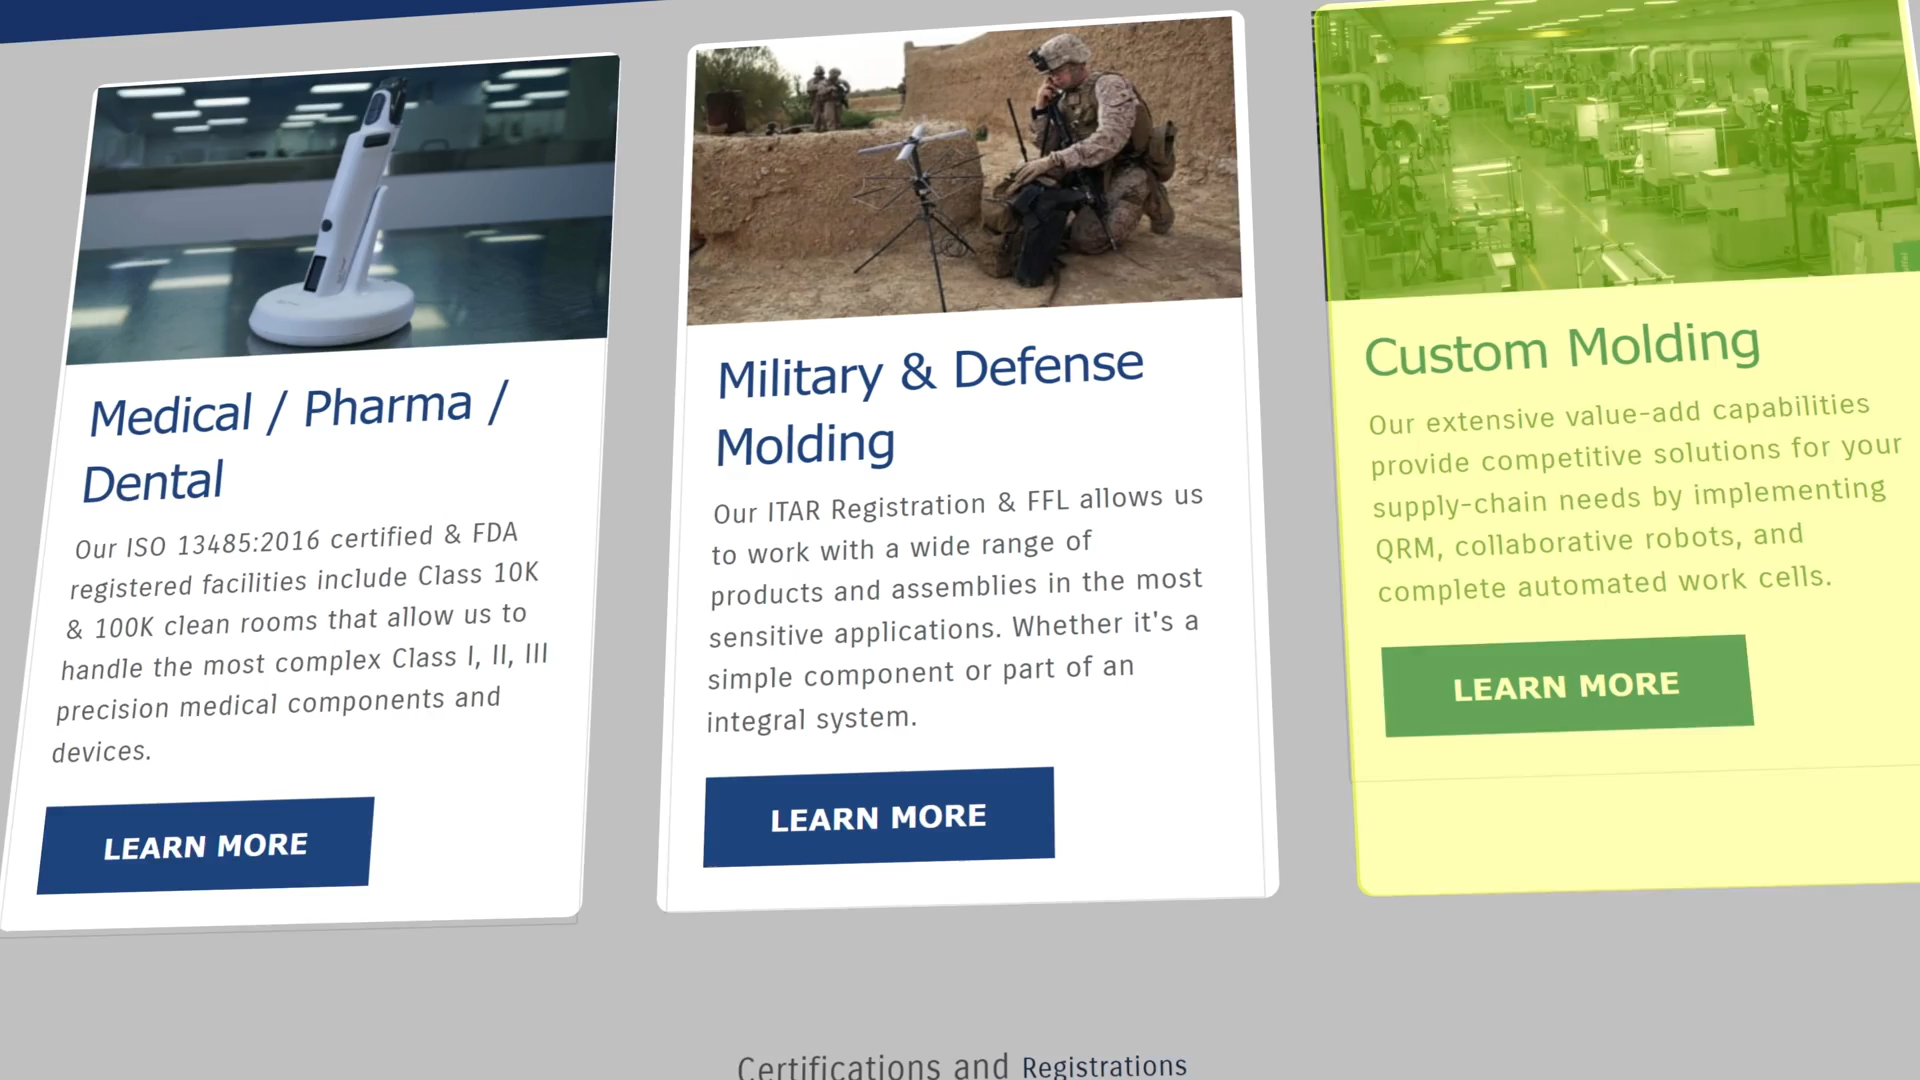 Medical / Pharma /
Dental
Our ISO 13485:2016 certified & FDA
registered facilities include Class 10K
& 100K clean rooms that allow us to
handle the most complex Class I, II, III
precision medical components and
devices.
LEARN MORE
Military & Defense
Molding
Our ITAR Registration & FFL allows us
to work with a wide range of
products and assemblies in the most
sensitive applications. Whether it's a
simple component or part of an
integral system.
LEARN MORE
Custom Molding
Our extensive value-add capabilities
provide competitive solutions for your
supply-chain needs by implementing
QRM, collaborative robots, and
complete automated work cells.
LEARN MORE
Certifications and Registrations